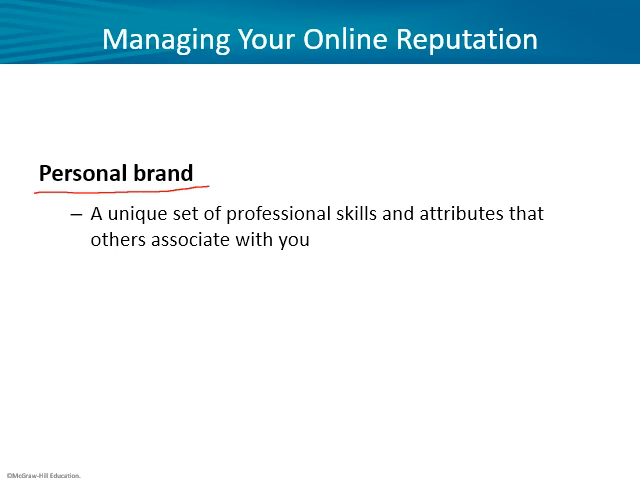 Managing Your Online Reputation
Personal brand
– A unique set of professional skills and attributes that
others associate with you
©McGraw-Hill Education.